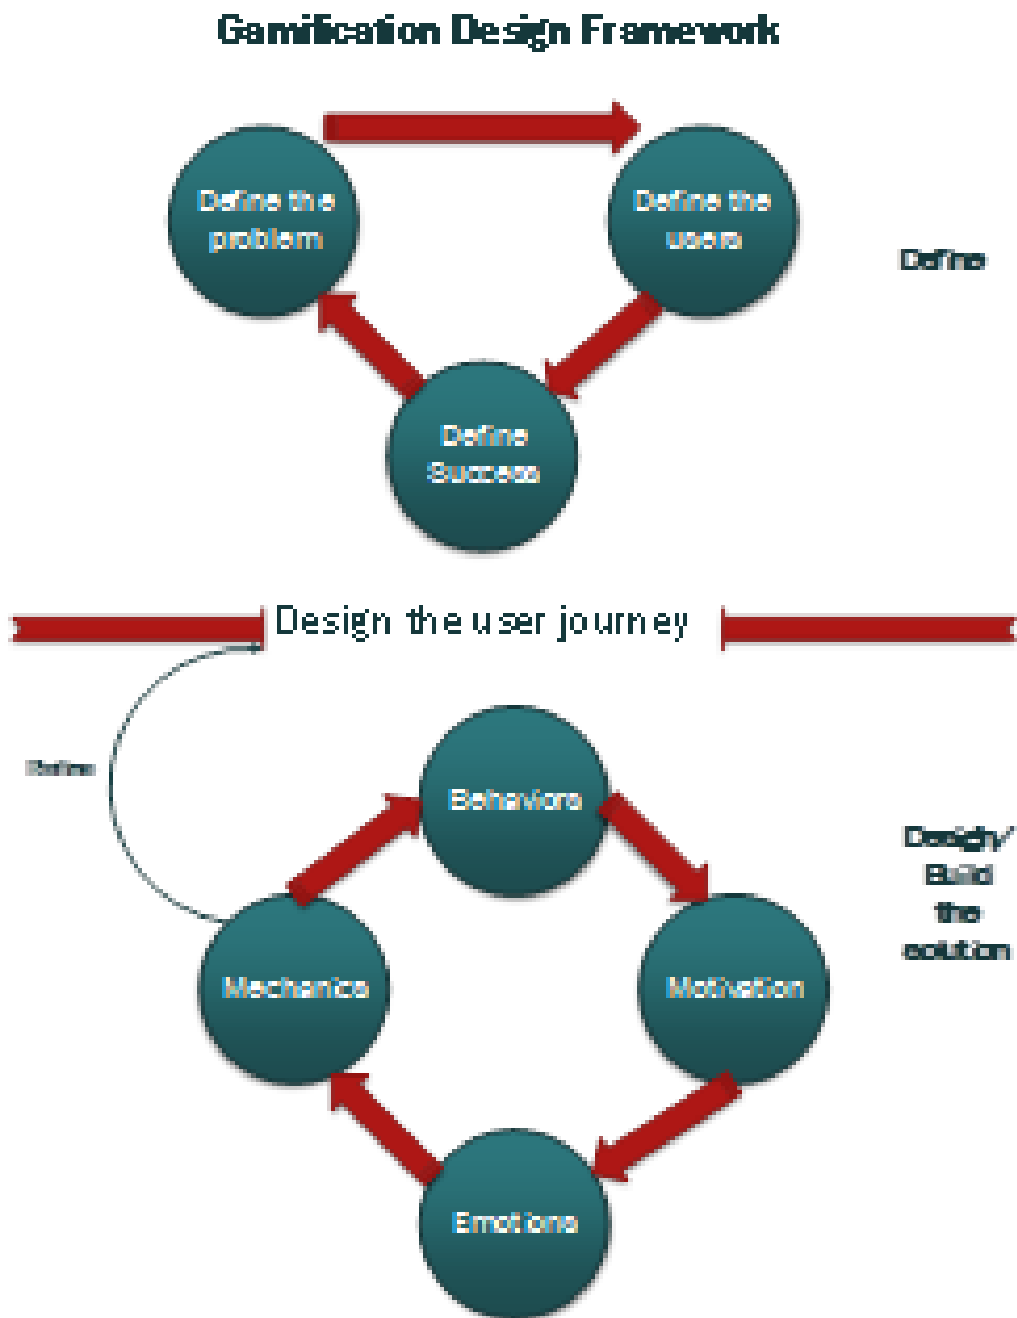 Gamification Design Framework
Define the
problem
Define the
users
Define
Define
Success
Design the user journey
Refine
Behaviors
Design/
Build
the
solution
Mechanics
Motivation
Emotions